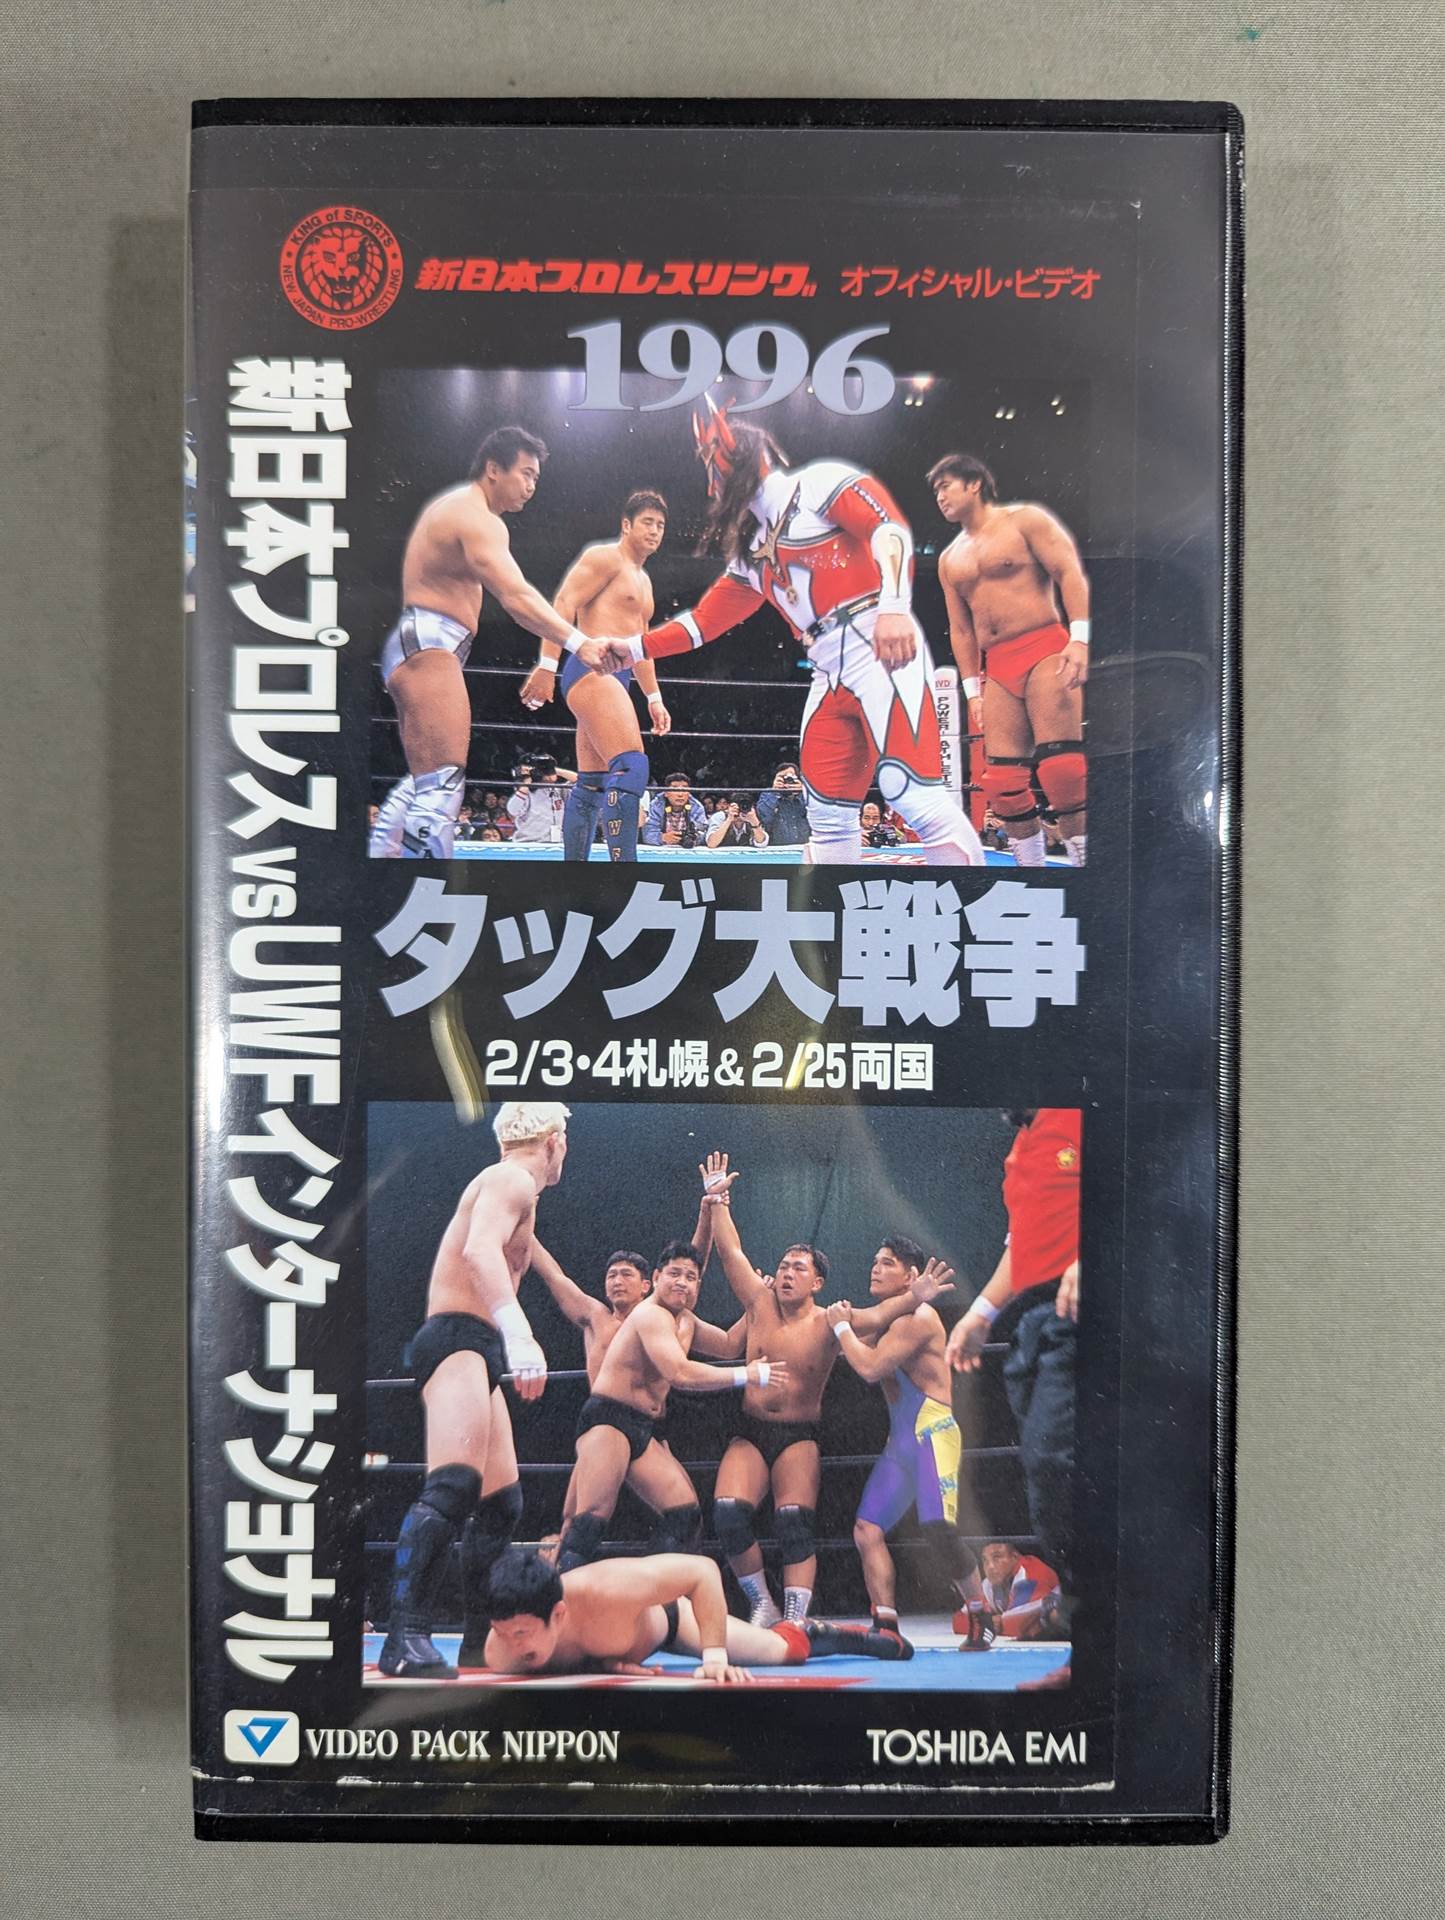 KING of SPORTS
NEW JAPAN PRO-WRESTLING
新日本プロレスリング オフィシャル・ビデオ
1996
新日本プロレス vs UWFインターナショナル
POWER ATHLETE
タッグ大戦争
2/3・4札幌&2/25両国
VIDEO PACK NIPPON
TOSHIBA EMI